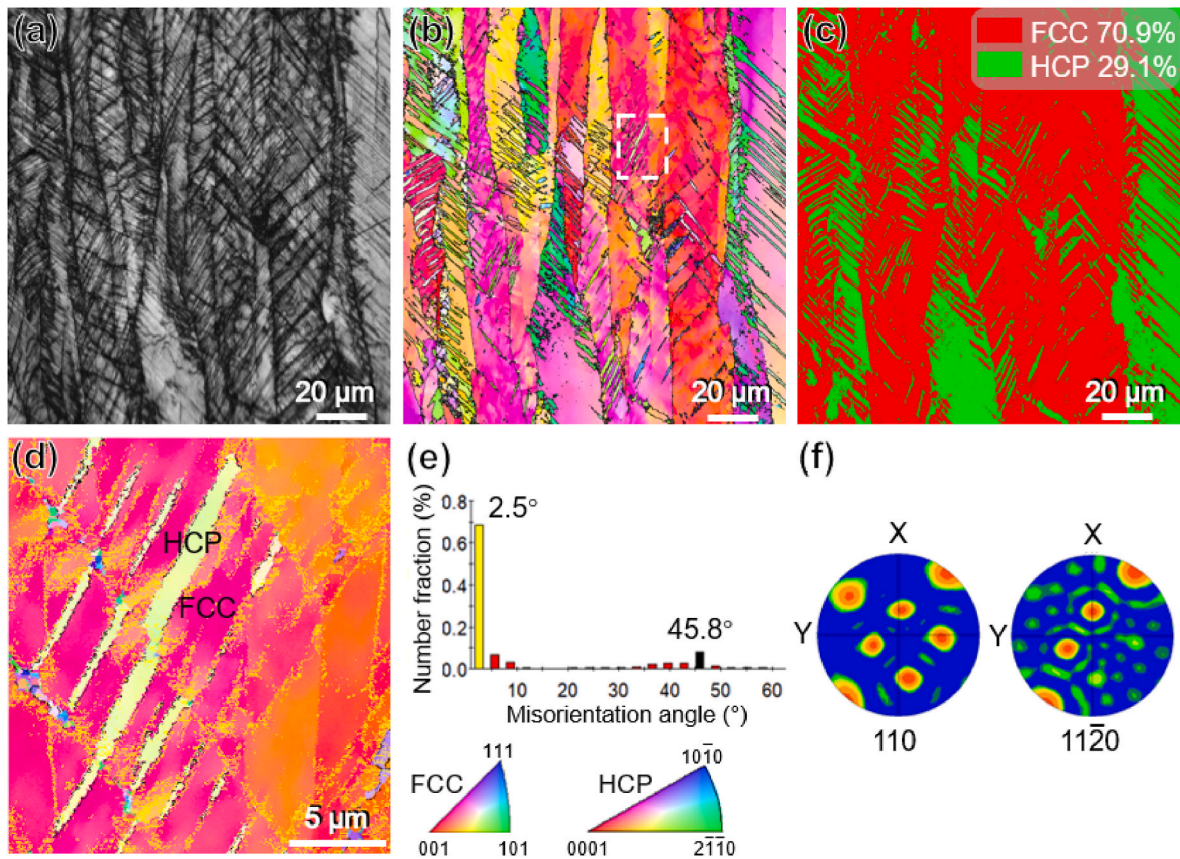 (a)
20 µm
(b)
20 µm
(c)
FCC 70.9%
HCP 29.1%
20 µm
(d)
HCP
FCC
5 µm
(e)
Number fraction (%)
0.8
0.6
0.4
0.2
0.0
2.5°
45.8°
10 20 30 40 50 60
Misorientation angle (°)
FCC
111
001 101
HCP
101̄0
0001 21̄1̄0
(f)
X
Y
110
X
Y
112̄0